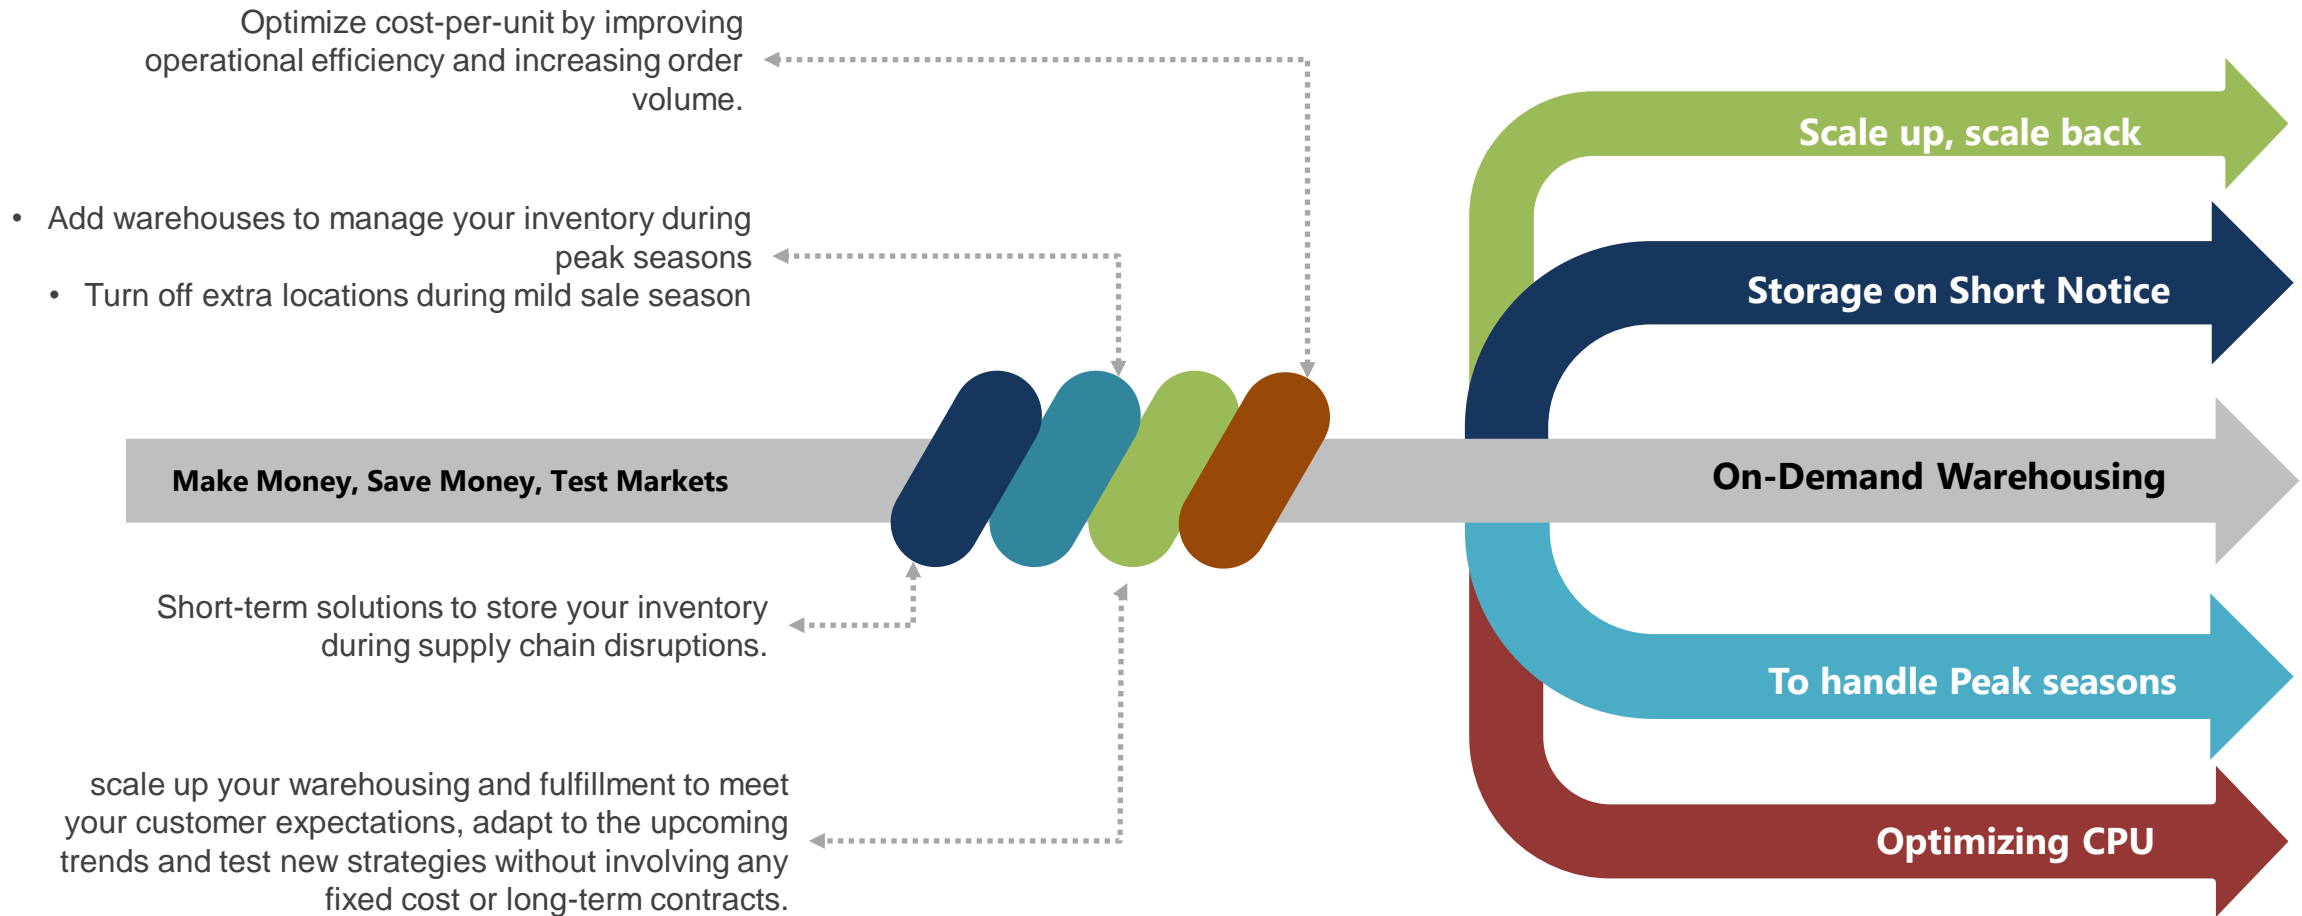 Optimize cost-per-unit by improving
operational efficiency and increasing order
volume.
• Add warehouses to manage your inventory during
peak seasons
• Turn off extra locations during mild sale season
Make Money, Save Money, Test Markets
Short-term solutions to store your inventory
during supply chain disruptions.
scale up your warehousing and fulfillment to meet
your customer expectations, adapt to the upcoming
trends and test new strategies without involving any
fixed cost or long-term contracts.
Scale up, scale back
Storage on Short Notice
On-Demand Warehousing
To handle Peak seasons
Optimizing CPU